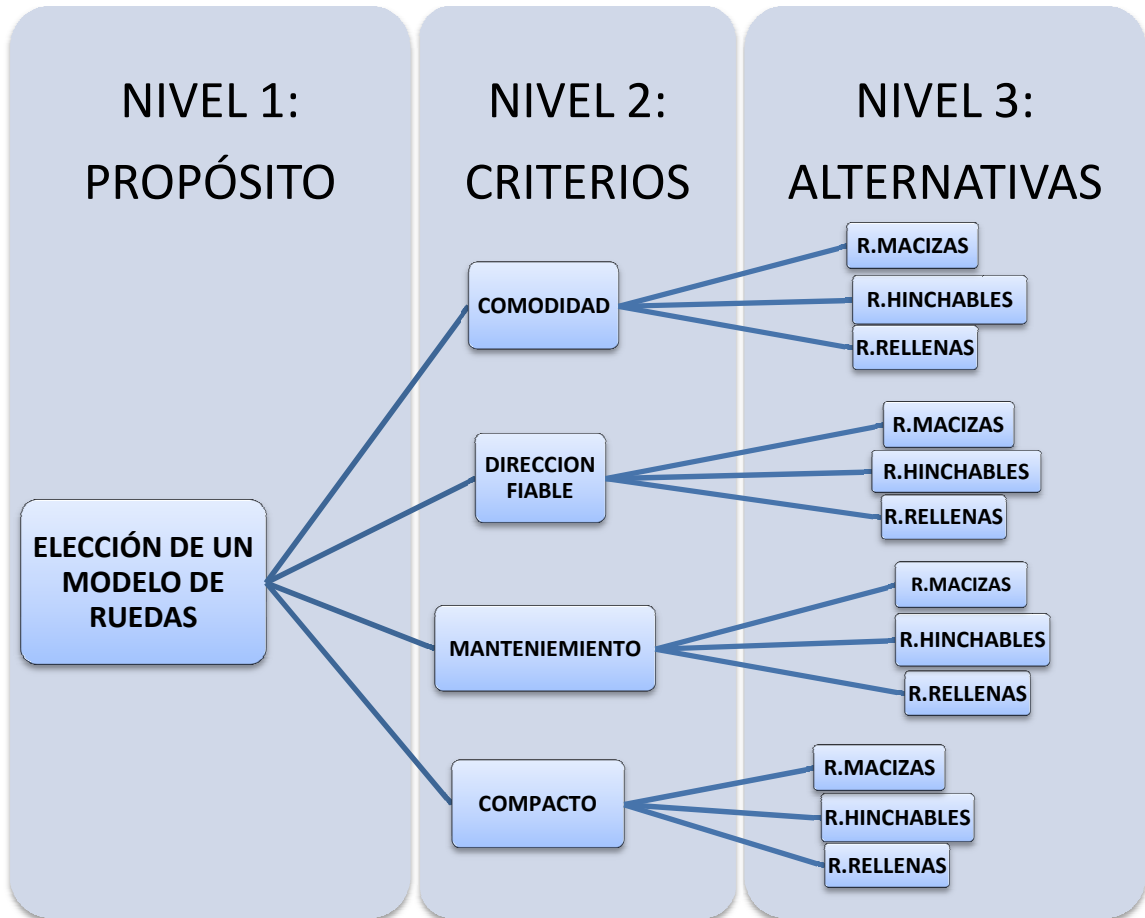 NIVEL 1:
PROPÓSITO
NIVEL 2:
CRITERIOS
NIVEL 3:
ALTERNATIVAS
ELECCIÓN DE UN
MODELO DE
RUEDAS
COMODIDAD
R.MACIZAS
R.HINCHABLES
R.RELLENAS
DIRECCION
FIABLE
R.MACIZAS
R.HINCHABLES
R.RELLENAS
MANTENIEMIENTO
R.MACIZAS
R.HINCHABLES
R.RELLENAS
COMPACTO
R.MACIZAS
R.HINCHABLES
R.RELLENAS